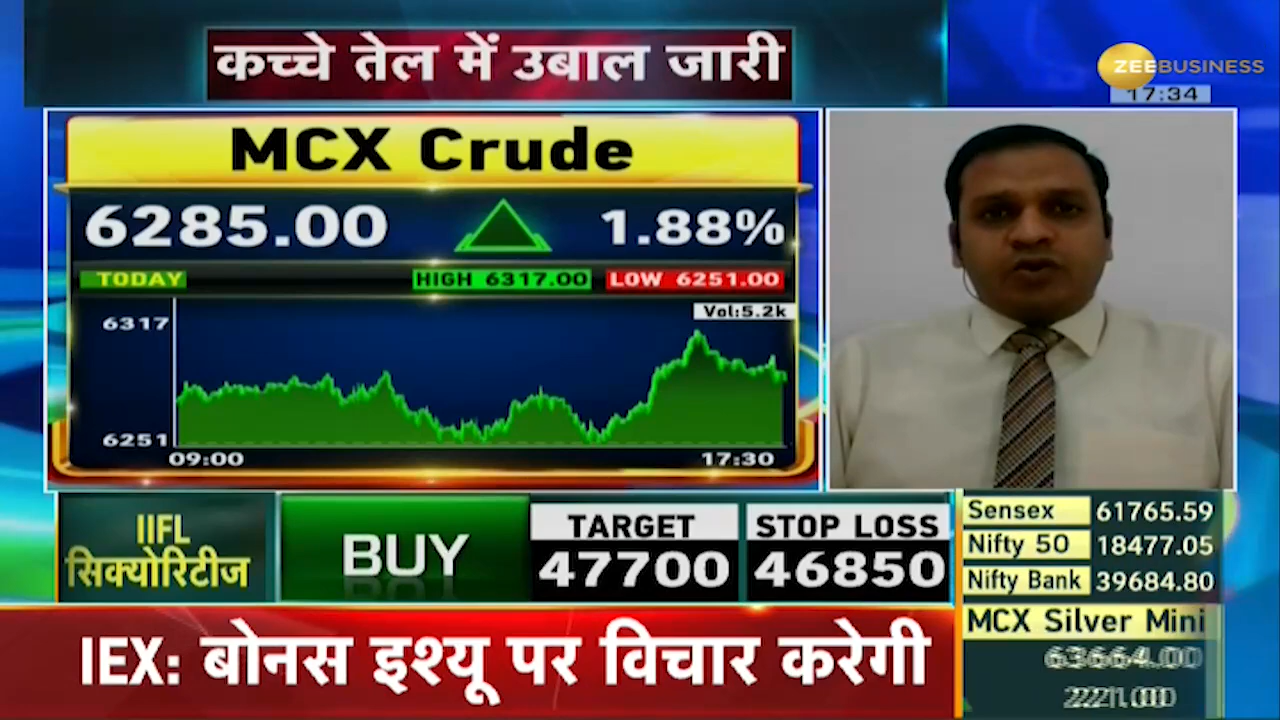 कच्चे तेल में उबाल जारी
ZEEBUSINESS
17:34
MCX Crude
6285.00 1.88%
TODAY HIGH 6317.00 LOW 6251.00
Vol:5.2k
6317
6251
09:00 17:30
IIFL
सिक्योरिटीज
BUY
TARGET
47700
STOP LOSS
46850
Sensex 61765.59
Nifty 50 18477.05
Nifty Bank 39684.80
MCX Silver Mini
63664.00
IEX: बोनस इश्यू पर विचार करेगी